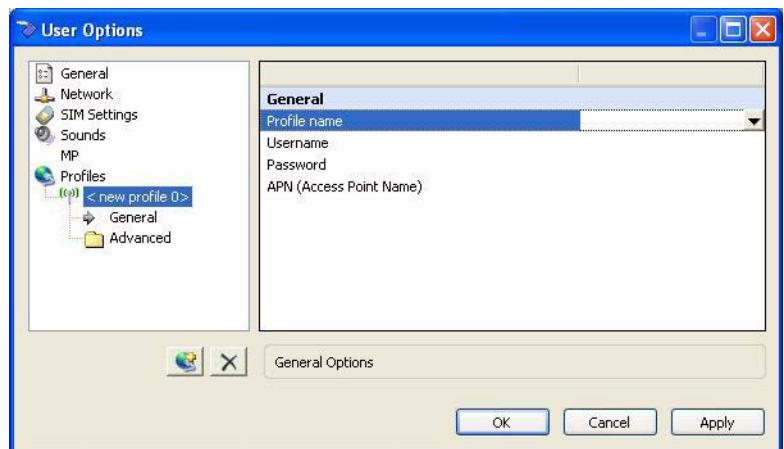 User Options
General
Network
SIM Settings
Sounds
MP
Profiles
< new profile 0>
General
Advanced
General
Profile name
Username
Password
APN (Access Point Name)
General Options
OK
Cancel
Apply